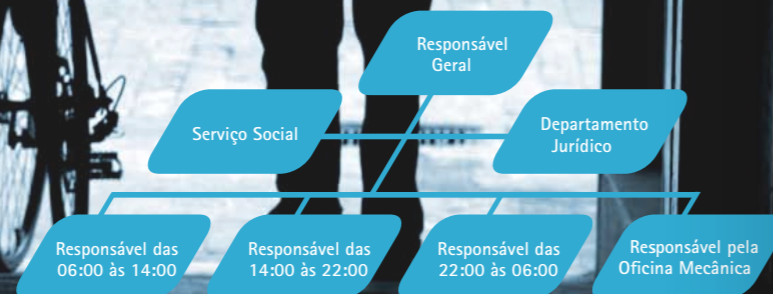 Responsável
Geral
Serviço Social
Departamento
Jurídico
Responsável das
06:00 às 14:00
Responsável das
14:00 às 22:00
Responsável das
22:00 às 06:00
Responsável pela
Oficina Mecânica